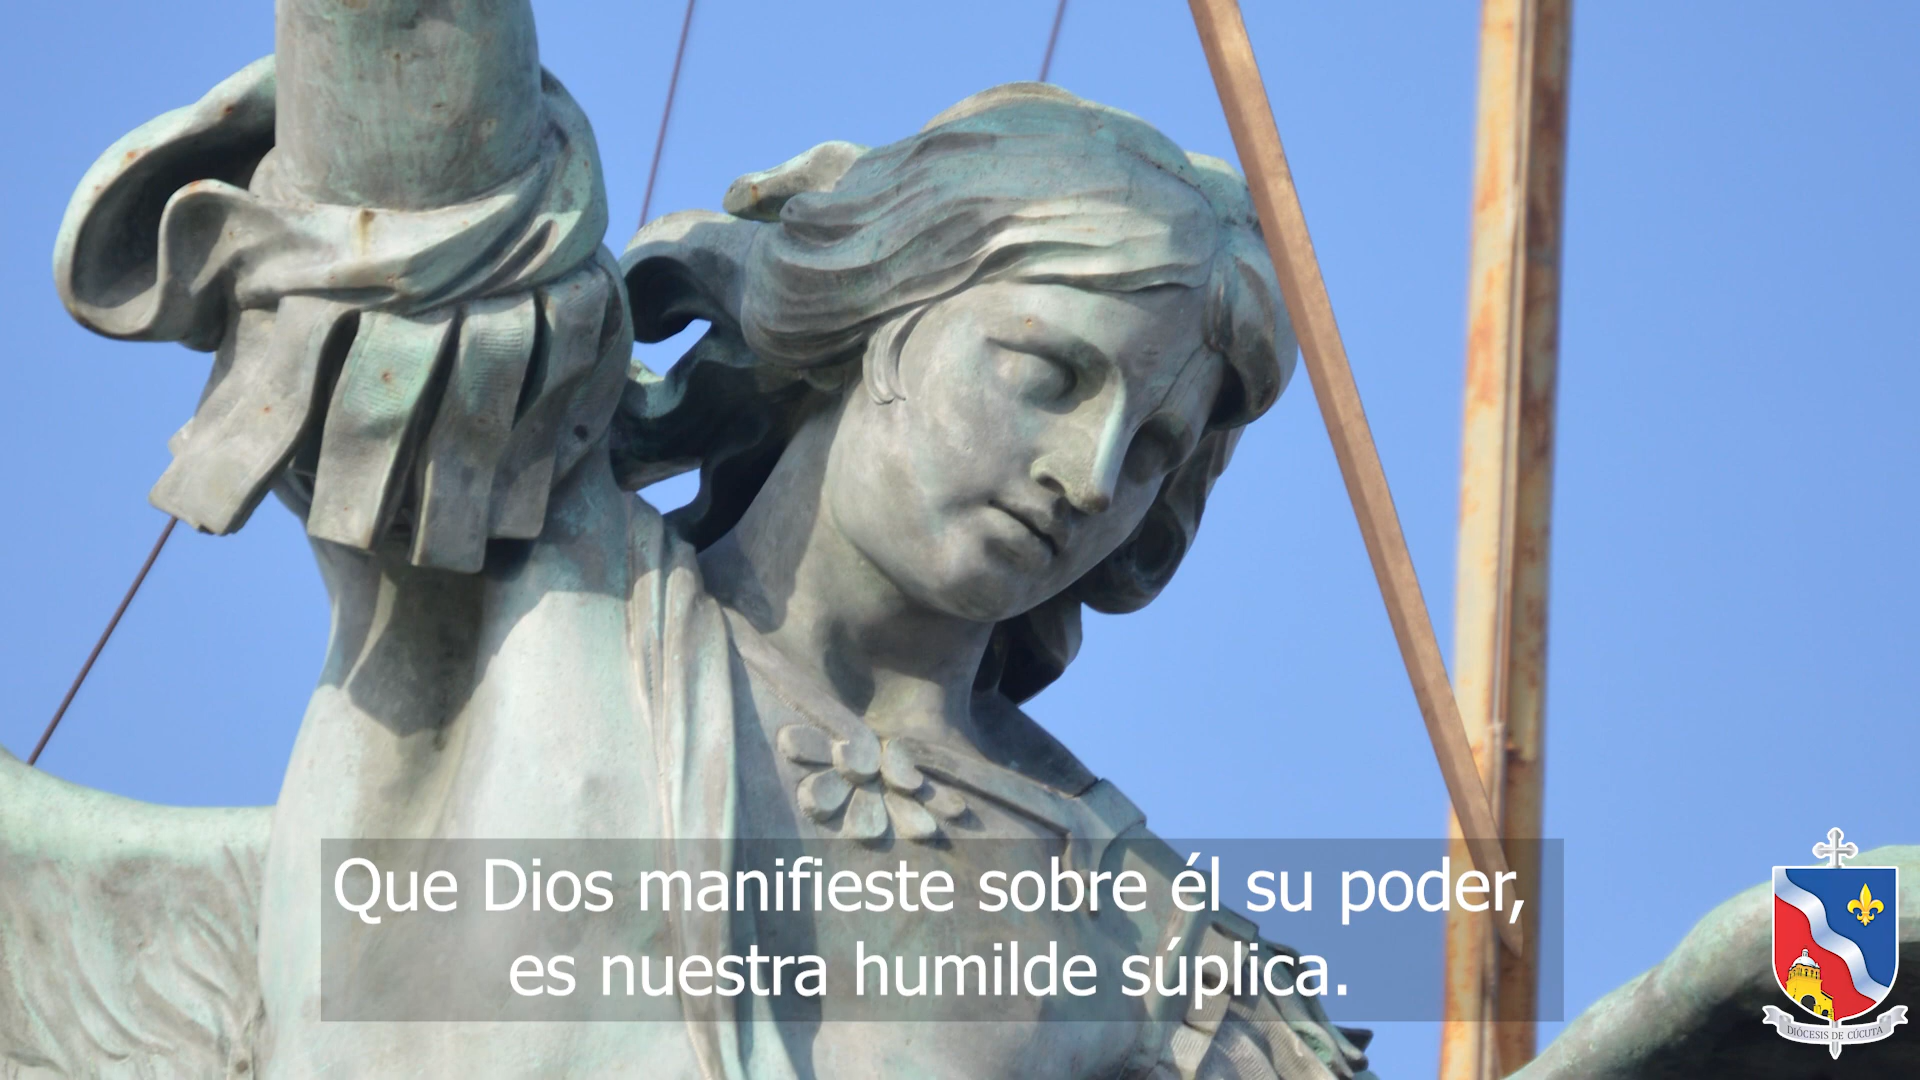 Que Dios manifieste sobre él su poder,
es nuestra humilde súplica.
DIÓCESIS DE CÚCUTA